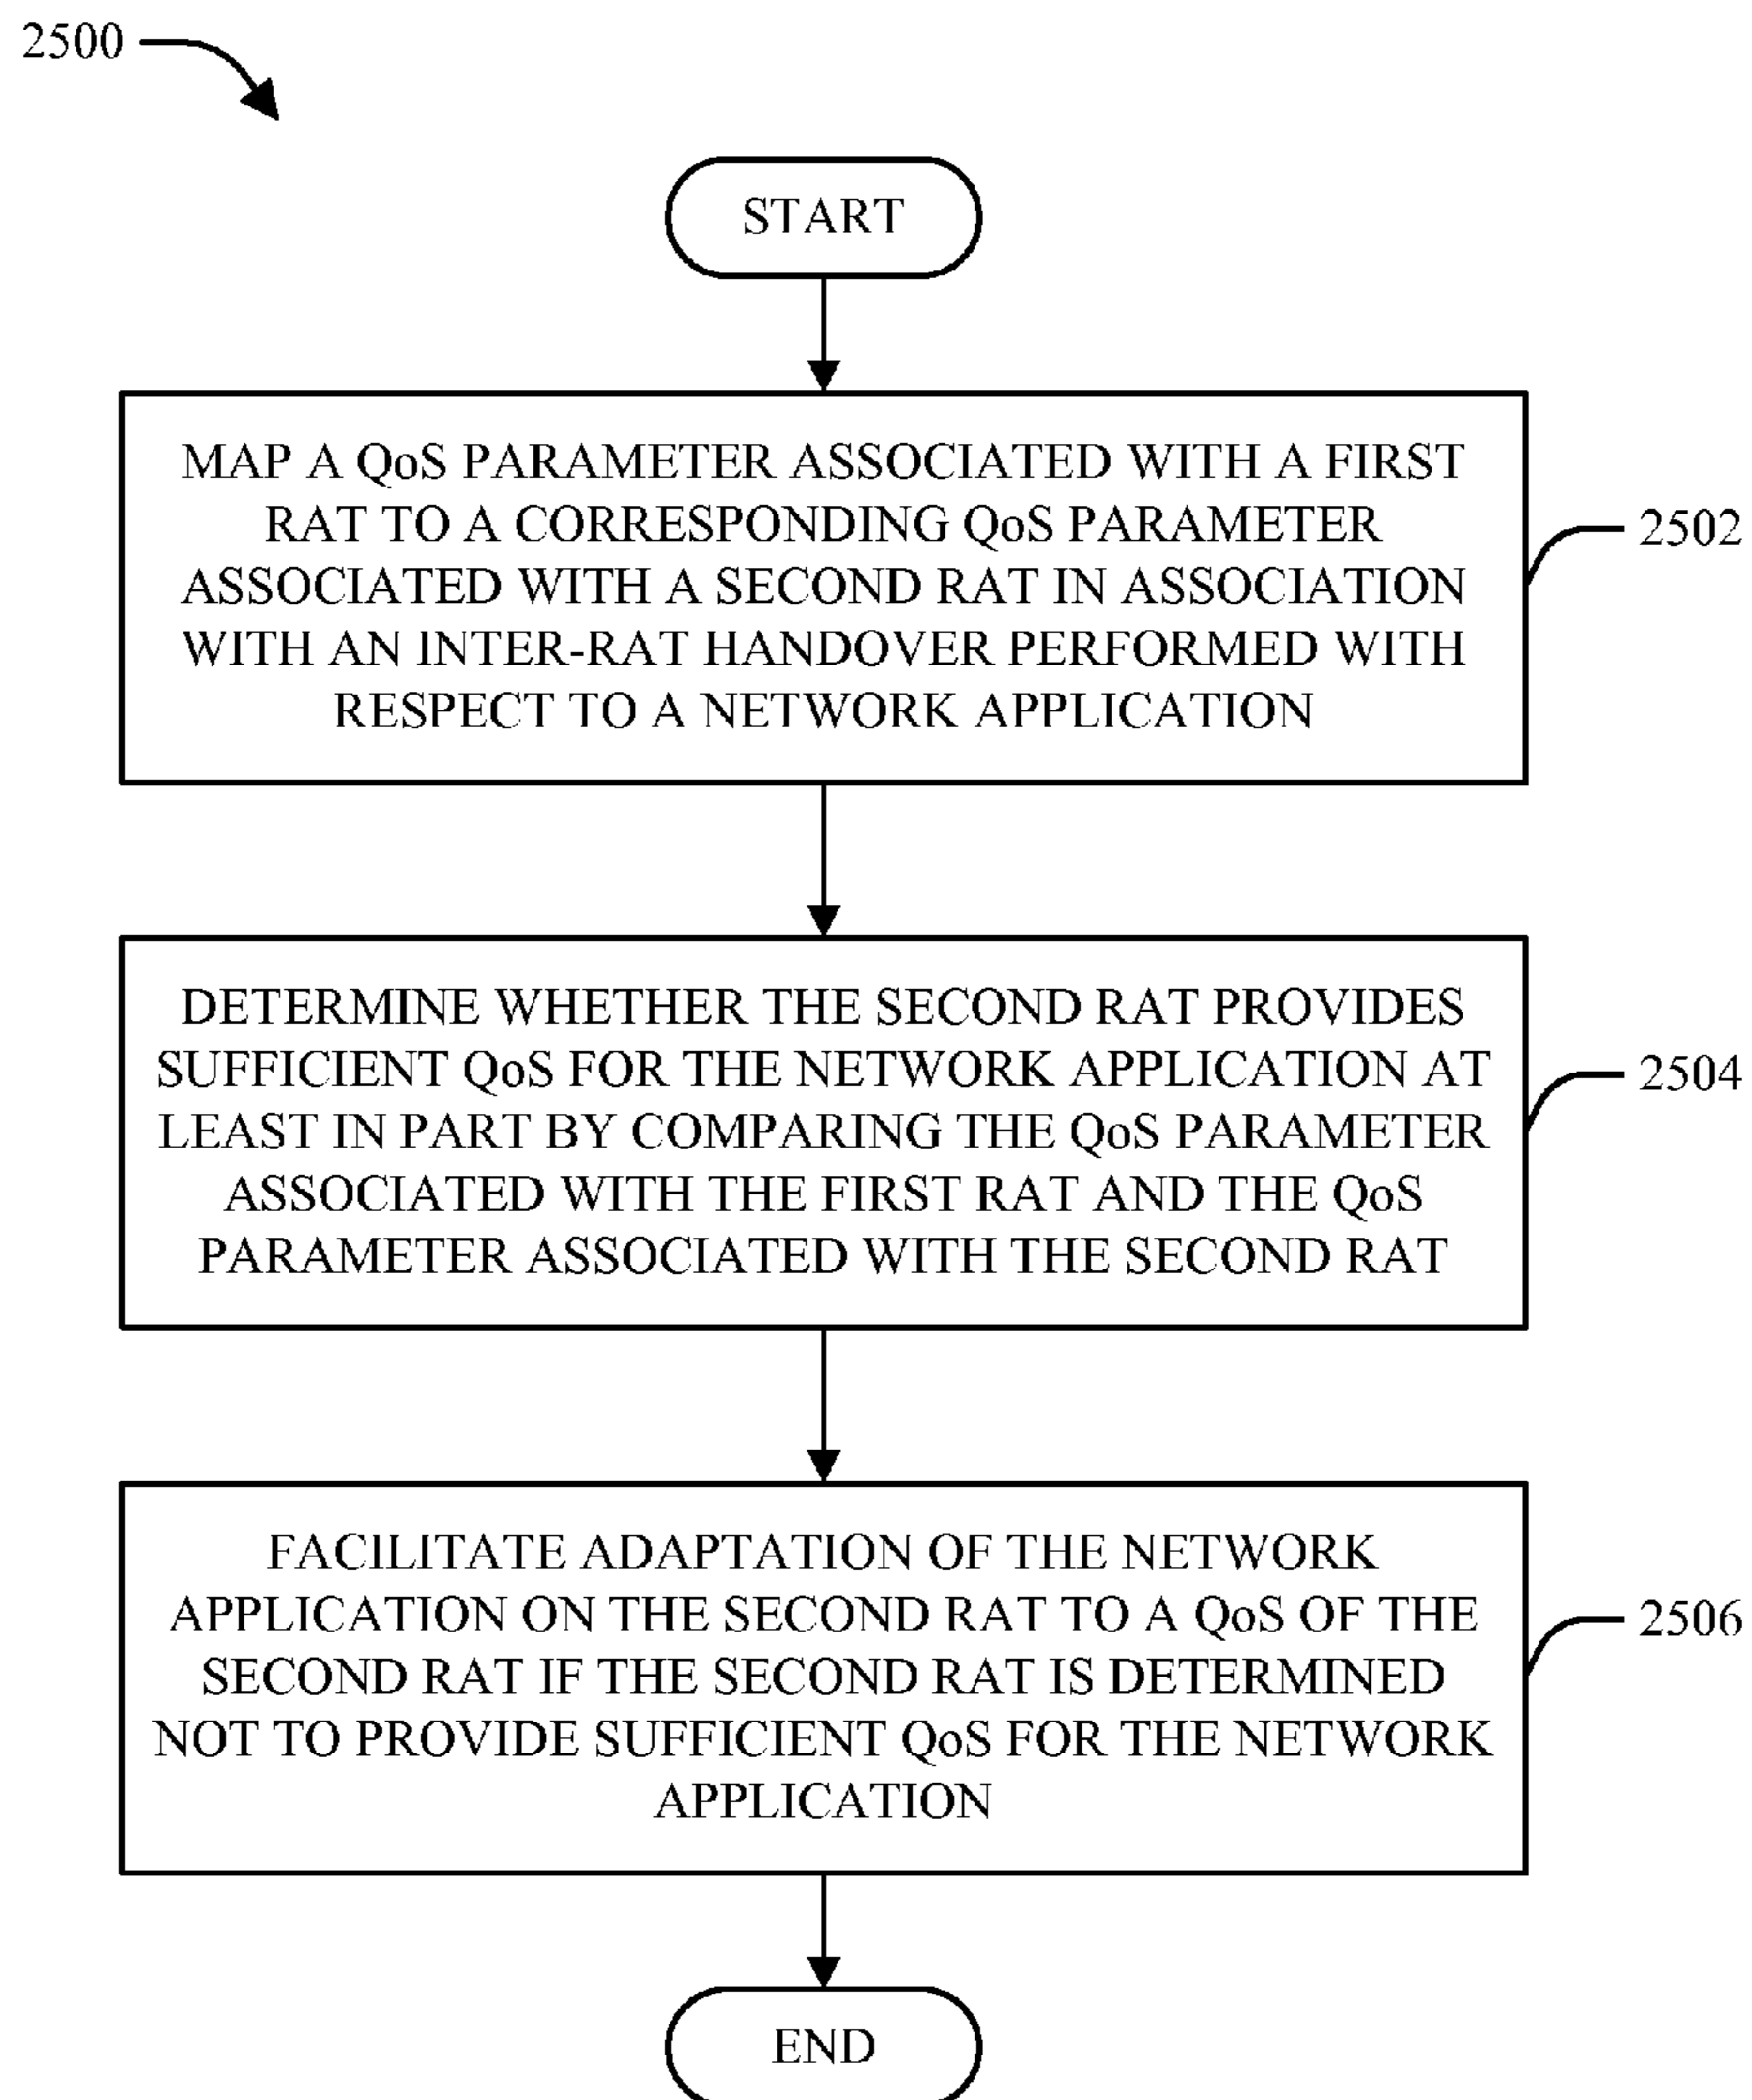 2500
START
MAP A QoS PARAMETER ASSOCIATED WITH A FIRST
RAT TO A CORRESPONDING QoS PARAMETER
ASSOCIATED WITH A SECOND RAT IN ASSOCIATION
WITH AN INTER-RAT HANDOVER PERFORMED WITH
RESPECT TO A NETWORK APPLICATION
2502
DETERMINE WHETHER THE SECOND RAT PROVIDES
SUFFICIENT QoS FOR THE NETWORK APPLICATION AT
LEAST IN PART BY COMPARING THE QoS PARAMETER
ASSOCIATED WITH THE FIRST RAT AND THE QoS
PARAMETER ASSOCIATED WITH THE SECOND RAT
2504
FACILITATE ADAPTATION OF THE NETWORK
APPLICATION ON THE SECOND RAT TO A QoS OF THE
SECOND RAT IF THE SECOND RAT IS DETERMINED
NOT TO PROVIDE SUFFICIENT QoS FOR THE NETWORK
APPLICATION
2506
END